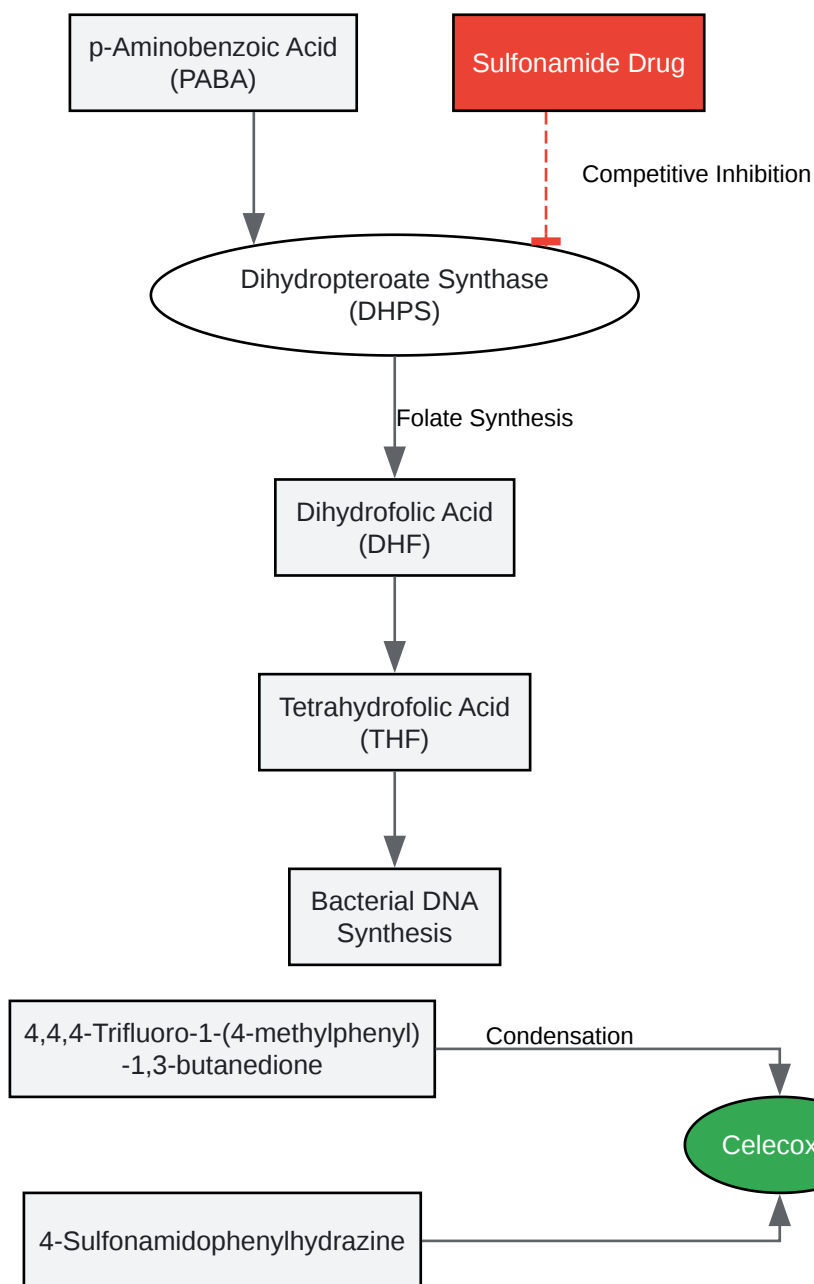 p-Aminobenzoic Acid
(PABA)
Sulfonamide Drug
Competitive Inhibition
Dihydropteroate Synthase
(DHPS)
Folate Synthesis
Dihydrofolic Acid
(DHF)
Tetrahydrofolic Acid
(THF)
Bacterial DNA
Synthesis
4,4,4-Trifluoro-1-(4-methylphenyl)
-1,3-butanedione
Condensation
Celecox
4-Sulfonamidophenylhydrazine